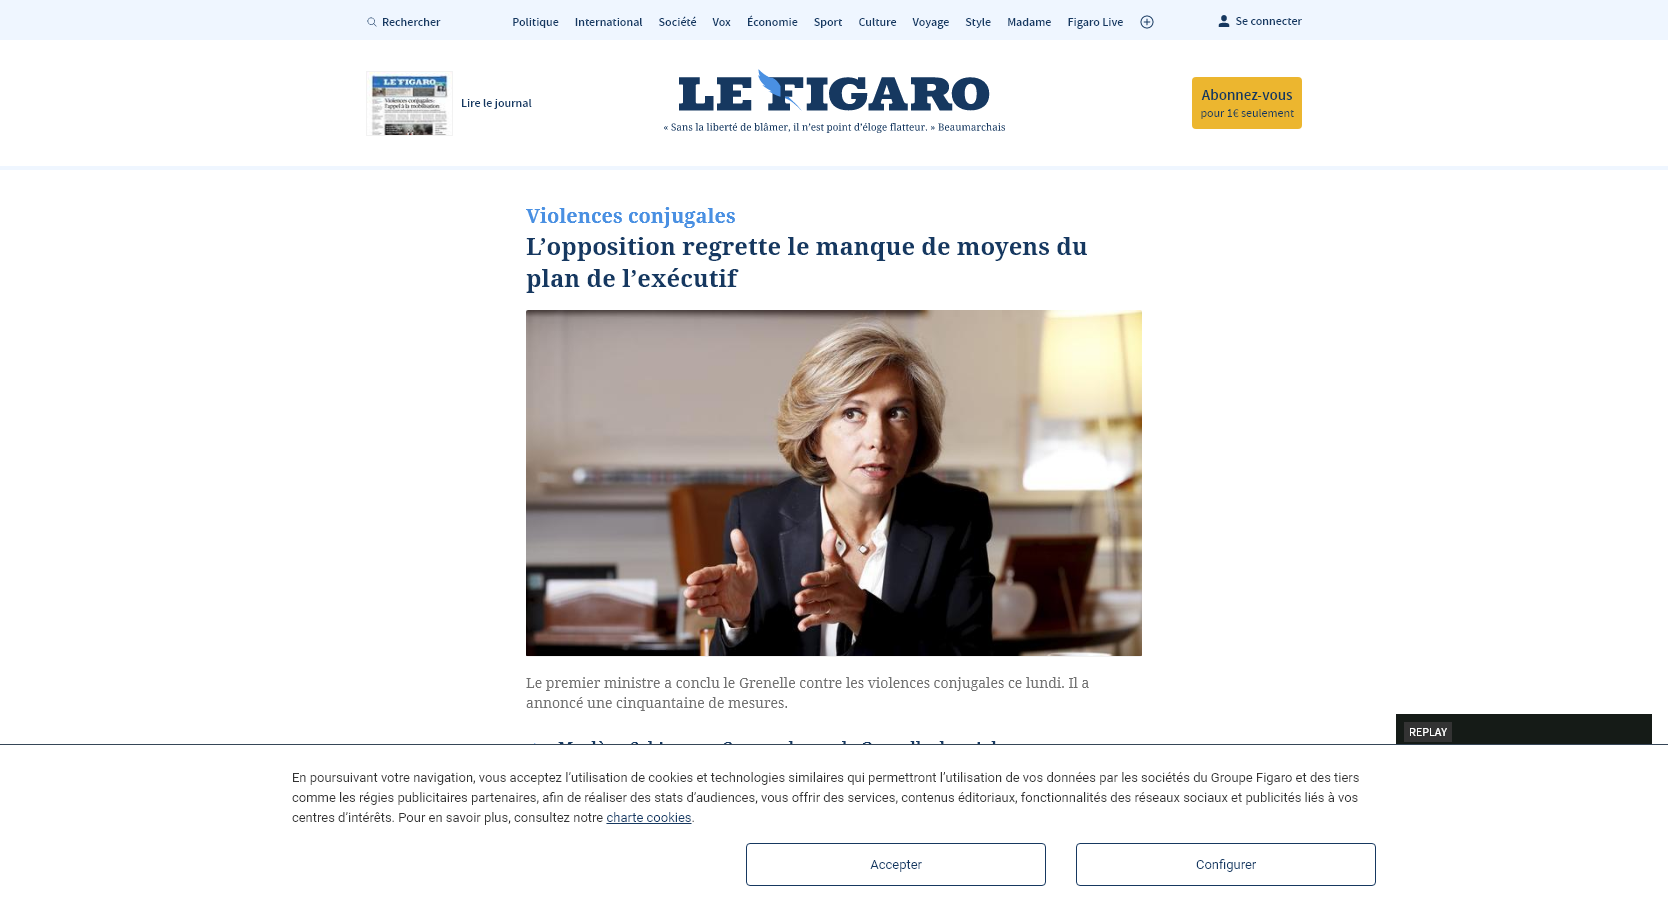 Rechercher
Politique International Société Vox Économie Sport Culture Voyage Style Madame Figaro Live
Se connecter
LE FIGARO
Violences conjugales:
l'appel à la mobilisation
Lire le journal
LE FIGARO
« Sans la liberté de blâmer, il n’est point d’éloge flatteur. » Beaumarchais
Abonnez-vous
pour 1€ seulement
Violences conjugales
L’opposition regrette le manque de moyens du
plan de l’exécutif
Le premier ministre a conclu le Grenelle contre les violences conjugales ce lundi. Il a
annoncé une cinquantaine de mesures.
REPLAY
En poursuivant votre navigation, vous acceptez l’utilisation de cookies et technologies similaires qui permettront l’utilisation de vos données par les sociétés du Groupe Figaro et des tiers
comme les régies publicitaires partenaires, afin de réaliser des stats d’audiences, vous offrir des services, contenus éditoriaux, fonctionnalités des réseaux sociaux et publicités liés à vos
centres d’intérêts. Pour en savoir plus, consultez notre charte cookies.
Accepter
Configurer